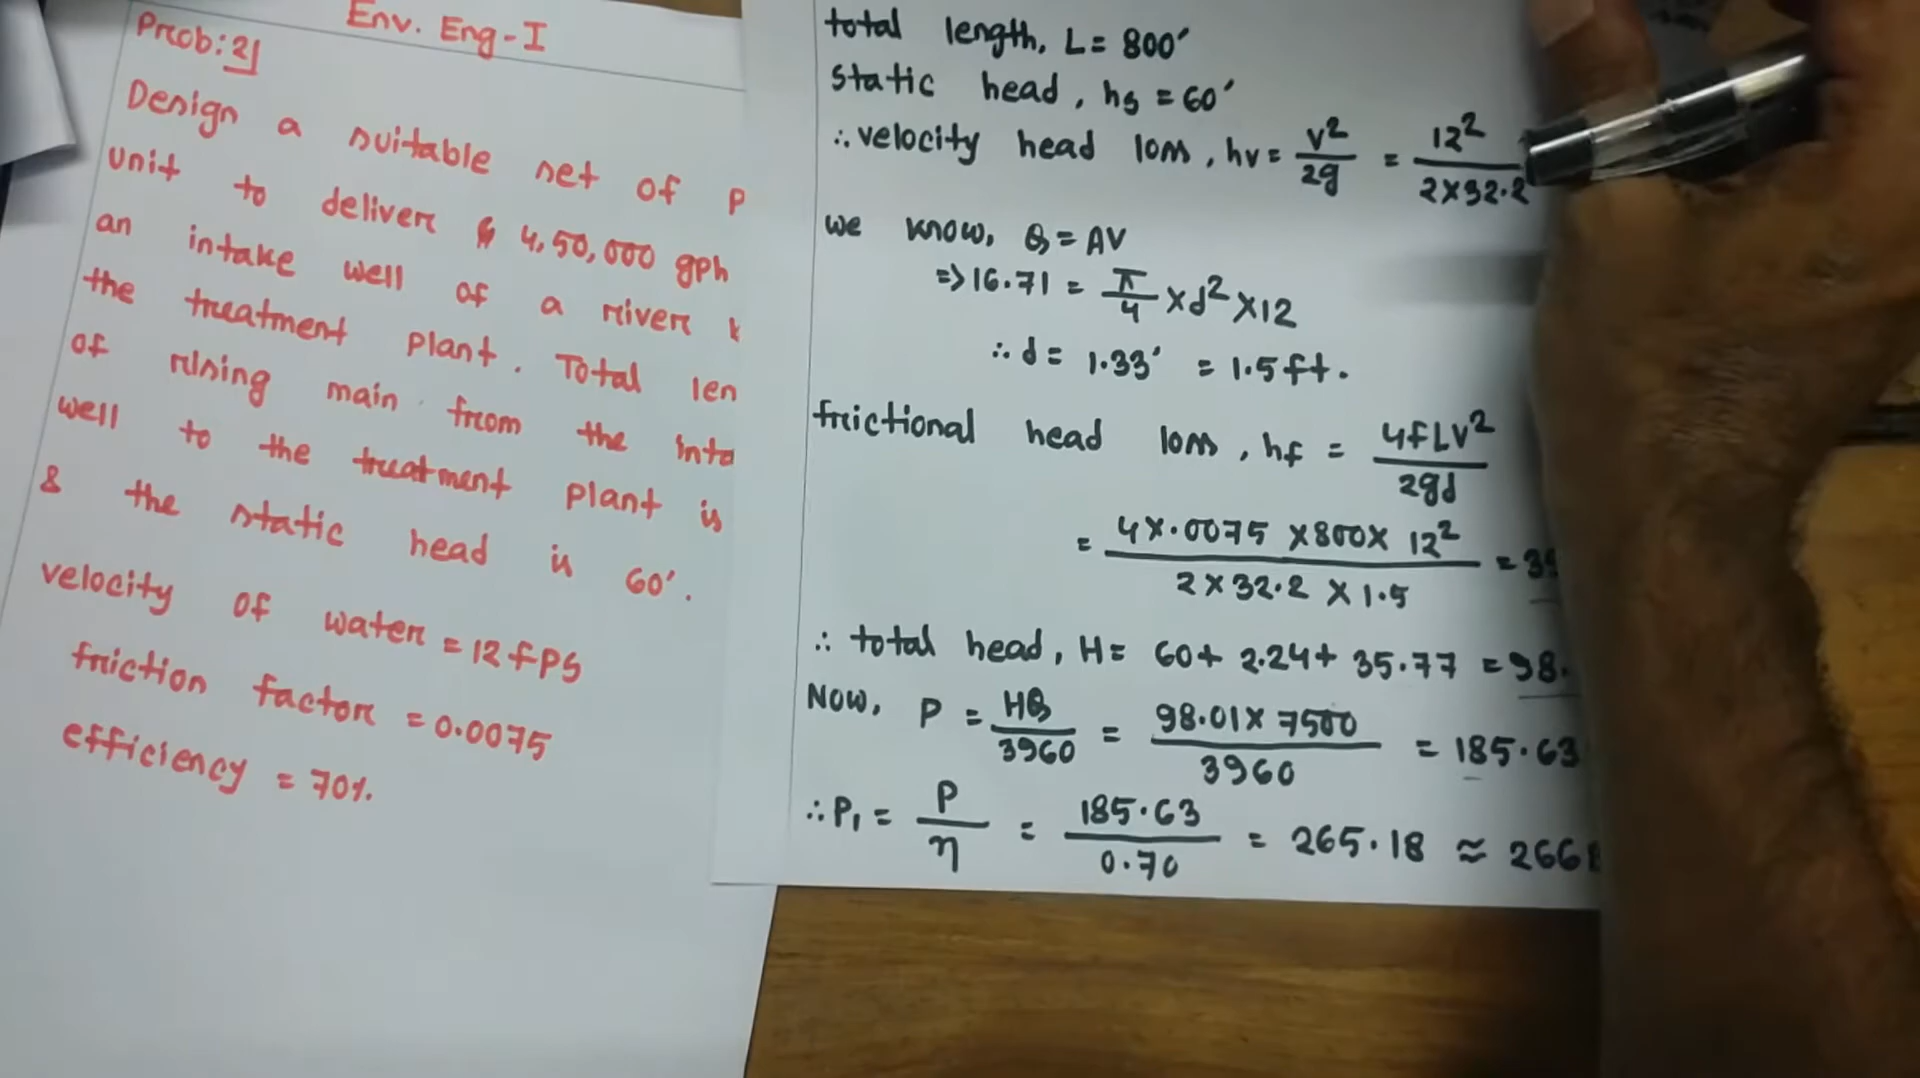 Env. Eng-I
Prob: 21
Design a suitable set of P
unit to deliver 4,50,000 gph
an intake well of a river
the treatment plant. Total len
of rising main from the inta
well to the treatment plant is
& the static head is 60'.
velocity of water = 12 fPS
friction factor = 0.0075
efficiency = 70%.
total length, L = 800'
static head, hs = 60'
∴ velocity head loss, hv = v²/2g = 12²/2×32.2
we know, Q = AV
=> 16.71 = π/4 × d² × 12
∴ d = 1.33' = 1.5 ft.
frictional head loss, hf = 4fLV²/2gd
= 4×.0075 ×800× 12²/2×32.2 × 1.5 = 35
∴ total head, H = 60+ 2.24+ 35.77 = 98.
Now, P = HQ/3960 = 98.01× 7500/3960 = 185.63
∴ P₁ = P/η = 185.63/0.70 = 265.18 ≈ 266